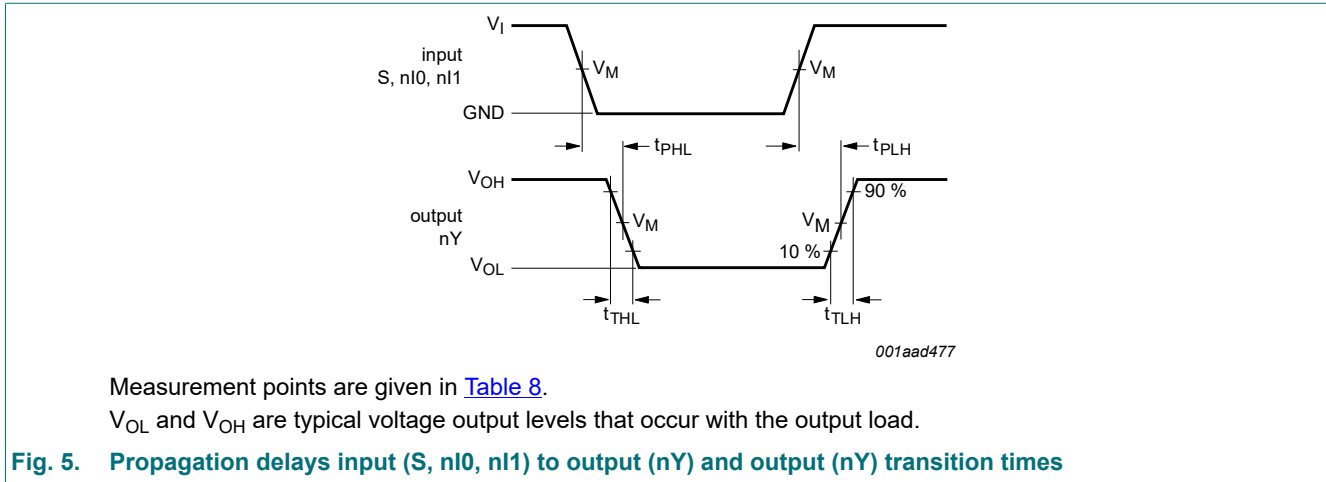 V_I
input
S, nI0, nI1
V_M
V_M
GND
t_PHL
t_PLH
V_OH
90 %
output
nY
V_M
V_M
10 %
V_OL
t_THL
t_TLH
001aad477
Measurement points are given in Table 8.
V_OL and V_OH are typical voltage output levels that occur with the output load.
Fig. 5. Propagation delays input (S, nI0, nI1) to output (nY) and output (nY) transition times